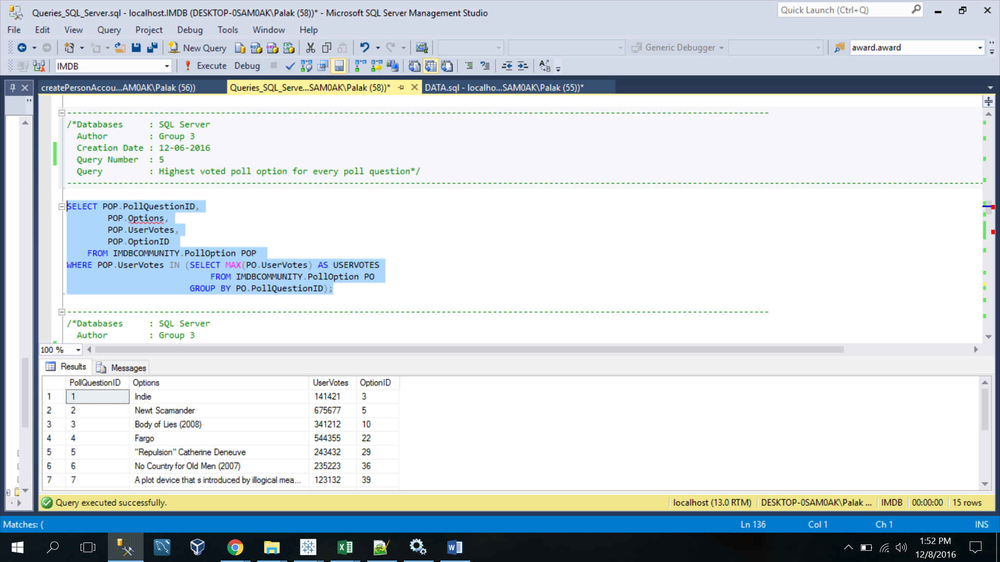 Queries_SQL_Server.sql - localhost.IMDB (DESKTOP-0SAM0AK\Palak (58))* - Microsoft SQL Server Management Studio
Quick Launch (Ctrl+Q)
File Edit View Query Project Debug Tools Window Help
New Query
Generic Debugger
award.award
IMDB
Execute Debug
createPersonAccou...AM0AK\Palak (56))
Queries_SQL_Serve...SAM0AK\Palak (58))*
DATA.sql - localho...SAM0AK\Palak (55))*
/*Databases : SQL Server
Author : Group 3
Creation Date : 12-06-2016
Query Number : 5
Query : Highest voted poll option for every poll question*/
SELECT POP.PollQuestionID,
POP.Options,
POP.UserVotes,
POP.OptionID
FROM IMDBCOMMUNITY.PollOption POP
WHERE POP.UserVotes IN (SELECT MAX(PO.UserVotes) AS USERVOTES
FROM IMDBCOMMUNITY.PollOption PO
GROUP BY PO.PollQuestionID);
/*Databases : SQL Server
Author : Group 3
100 %
Results Messages
PollQuestionID Options UserVotes OptionID
1 1 Indie 141421 3
2 2 Newt Scamander 675677 5
3 3 Body of Lies (2008) 341212 10
4 4 Fargo 544355 22
5 5 "Repulsion" Catherine Deneuve 243432 29
6 6 No Country for Old Men (2007) 235223 36
7 7 A plot device that s introduced by illogical mea... 123132 39
Query executed successfully.
localhost (13.0 RTM) DESKTOP-0SAM0AK\Palak ... IMDB 00:00:00 15 rows
Matches: (
Ln 136 Col 1 Ch 1 INS
1:52 PM
12/8/2016